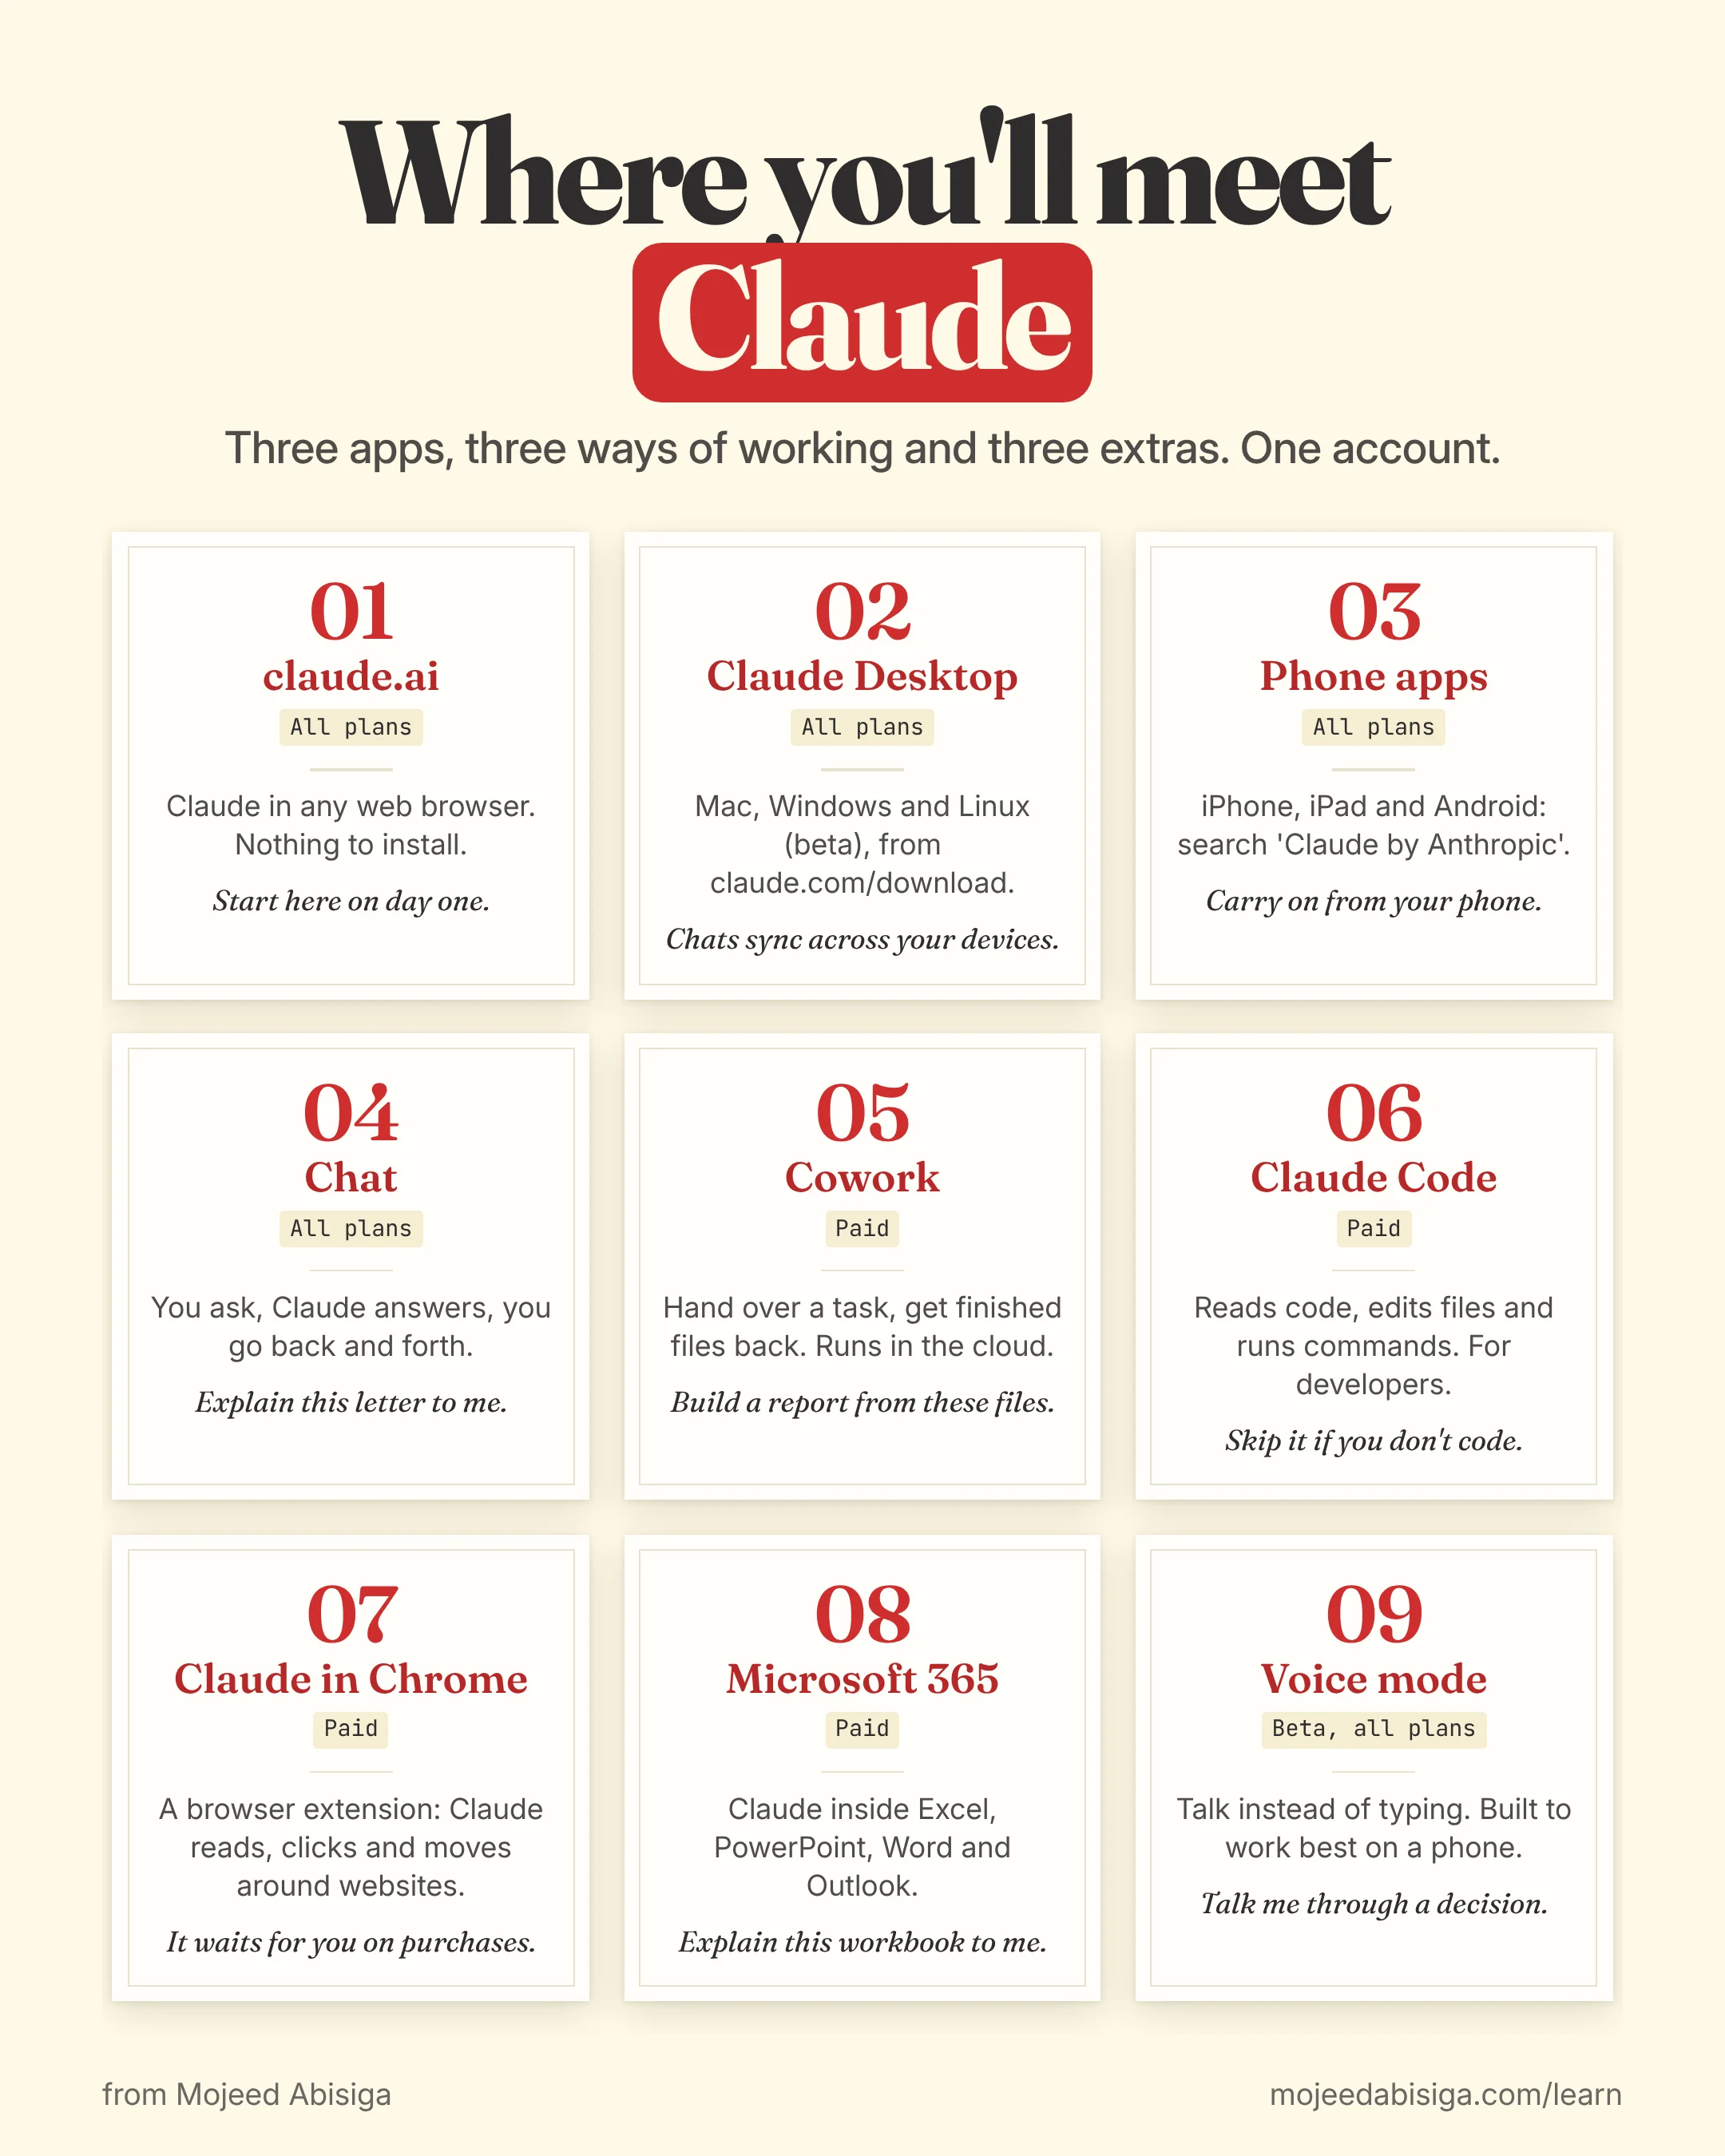 Where you'll meet
Claude
Three apps, three ways of working and three extras. One account.
01
claude.ai
All plans
Claude in any web browser.
Nothing to install.
Start here on day one.
02
Claude Desktop
All plans
Mac, Windows and Linux
(beta), from
claude.com/download.
Chats sync across your devices.
03
Phone apps
All plans
iPhone, iPad and Android:
search 'Claude by Anthropic'.
Carry on from your phone.
04
Chat
All plans
You ask, Claude answers, you
go back and forth.
Explain this letter to me.
05
Cowork
Paid
Hand over a task, get finished
files back. Runs in the cloud.
Build a report from these files.
06
Claude Code
Paid
Reads code, edits files and
runs commands. For
developers.
Skip it if you don't code.
07
Claude in Chrome
Paid
A browser extension: Claude
reads, clicks and moves
around websites.
It waits for you on purchases.
08
Microsoft 365
Paid
Claude inside Excel,
PowerPoint, Word and
Outlook.
Explain this workbook to me.
09
Voice mode
Beta, all plans
Talk instead of typing. Built to
work best on a phone.
Talk me through a decision.
from Mojeed Abisiga
mojeedabisiga.com/learn